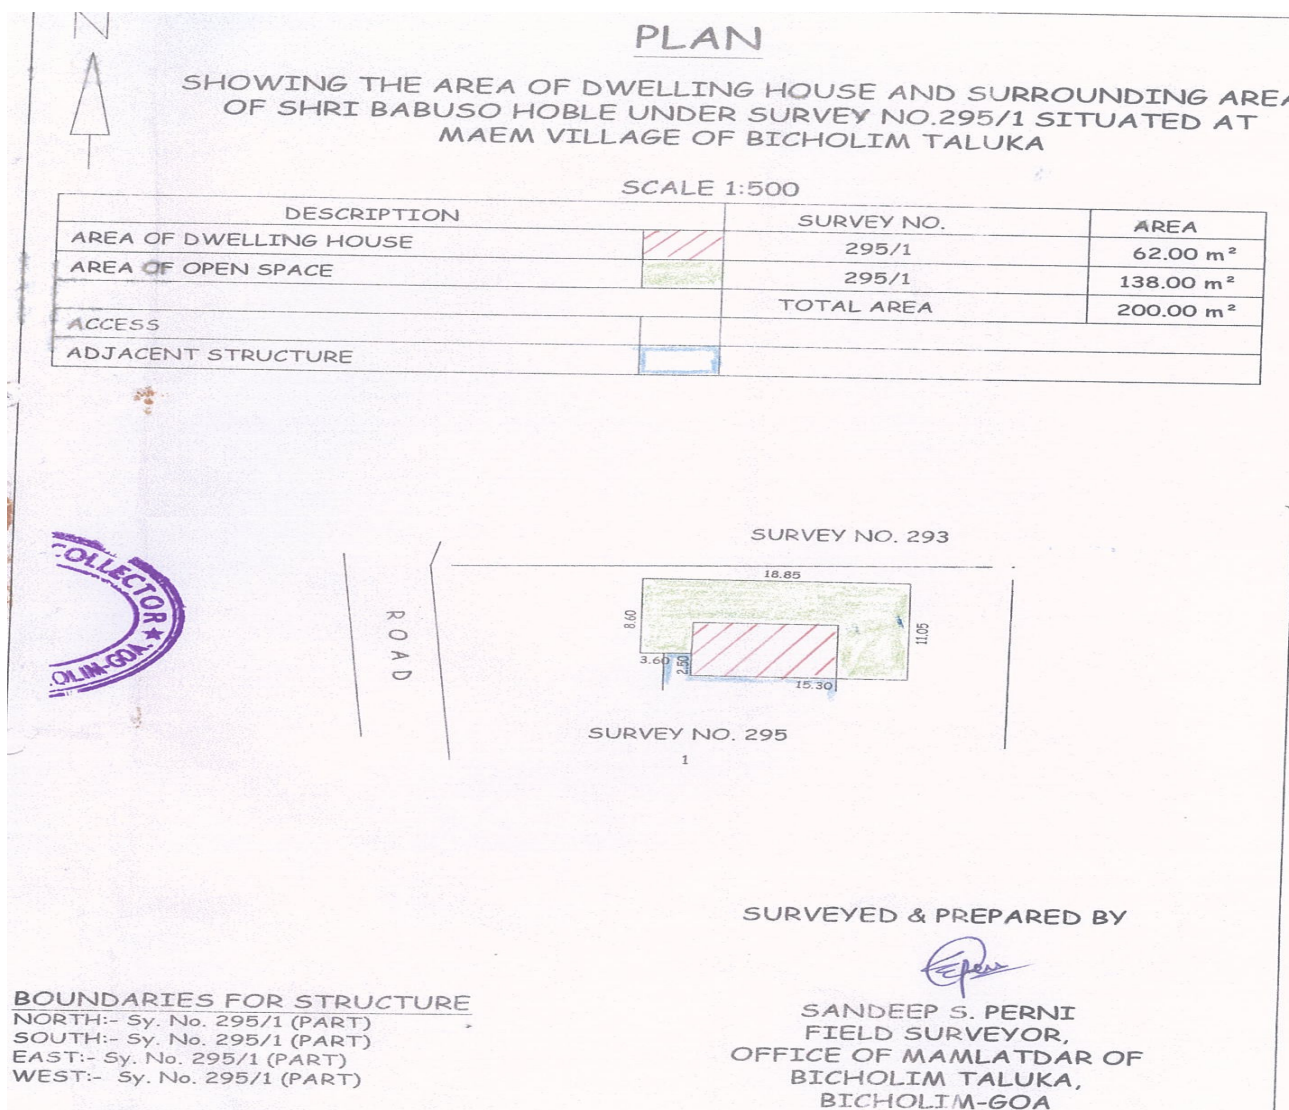 N
PLAN
SHOWING THE AREA OF DWELLING HOUSE AND SURROUNDING AREA
OF SHRI BABUSO HOBLE UNDER SURVEY NO.295/1 SITUATED AT
MAEM VILLAGE OF BICHOLIM TALUKA
SCALE 1:500
DESCRIPTION SURVEY NO. AREA
AREA OF DWELLING HOUSE 295/1 62.00 m²
AREA OF OPEN SPACE 295/1 138.00 m²
TOTAL AREA 200.00 m²
ACCESS
ADJACENT STRUCTURE
COLLECTOR ★
OLIM-GOA.
SURVEY NO. 293
18.85
8.60
11.05
ROAD
3.60
2.50
15.30
SURVEY NO. 295
1
SURVEYED & PREPARED BY
SANDEEP S. PERNI
FIELD SURVEYOR,
OFFICE OF MAMLATDAR OF
BICHOLIM TALUKA,
BICHOLIM-GOA
BOUNDARIES FOR STRUCTURE
NORTH:- Sy. No. 295/1 (PART)
SOUTH:- Sy. No. 295/1 (PART)
EAST:- Sy. No. 295/1 (PART)
WEST:- Sy. No. 295/1 (PART)